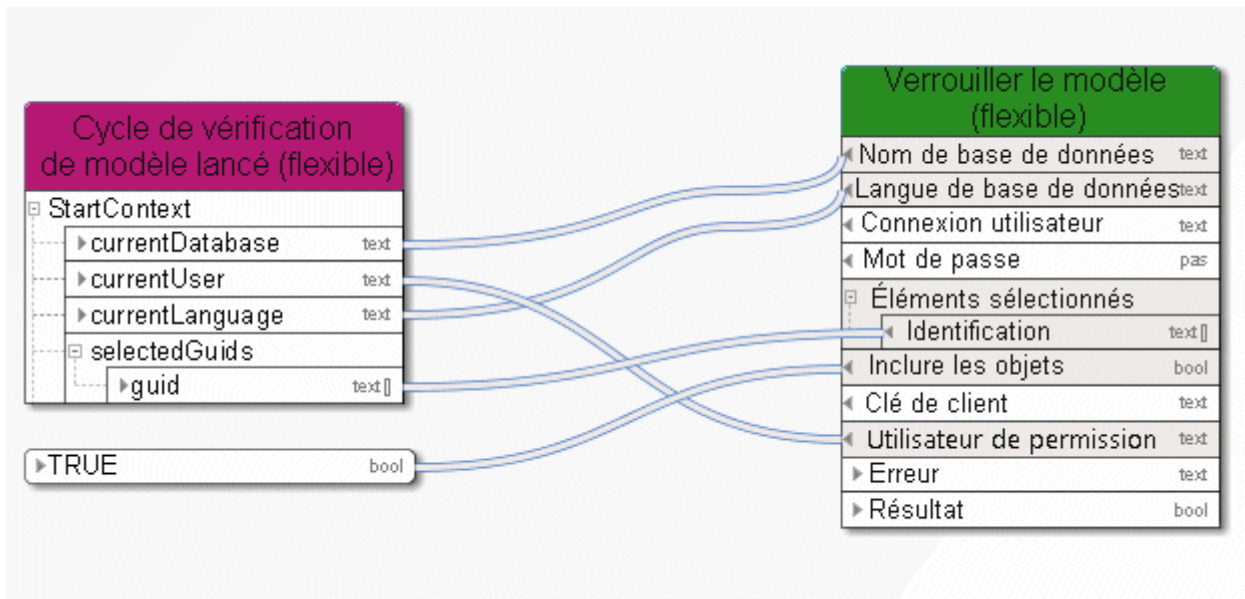 Cycle de vérification
de modèle lancé (flexible)
StartContext
currentDatabase text
currentUser text
currentLanguage text
selectedGuids
guid text[]
TRUE bool
Verrouiller le modèle
(flexible)
Nom de base de données text
Langue de base de données text
Connexion utilisateur text
Mot de passe pas
Éléments sélectionnés
Identification text[]
Inclure les objets bool
Clé de client text
Utilisateur de permission text
Erreur text
Résultat bool